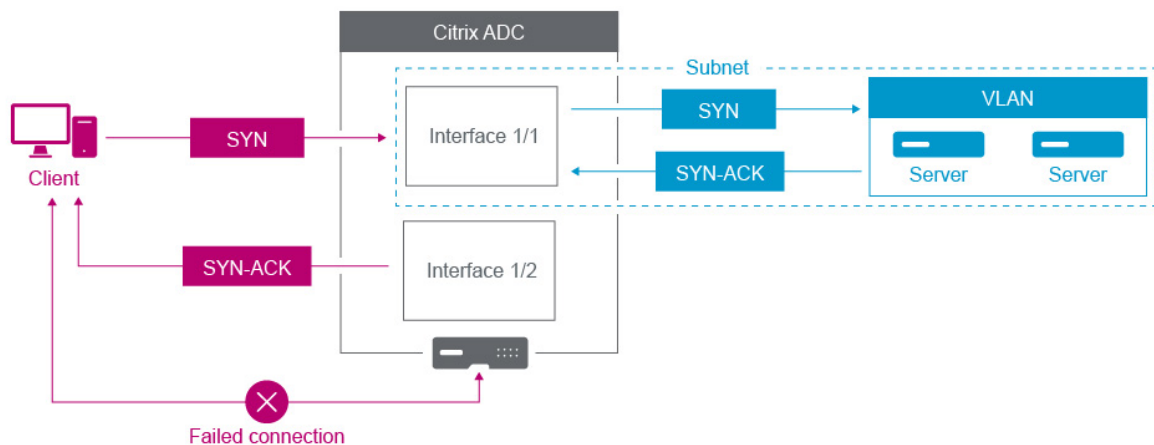 Citrix ADC
Subnet
SYN
Interface 1/1
SYN
VLAN
Client
SYN-ACK
Server
Server
SYN-ACK
Interface 1/2
Failed connection